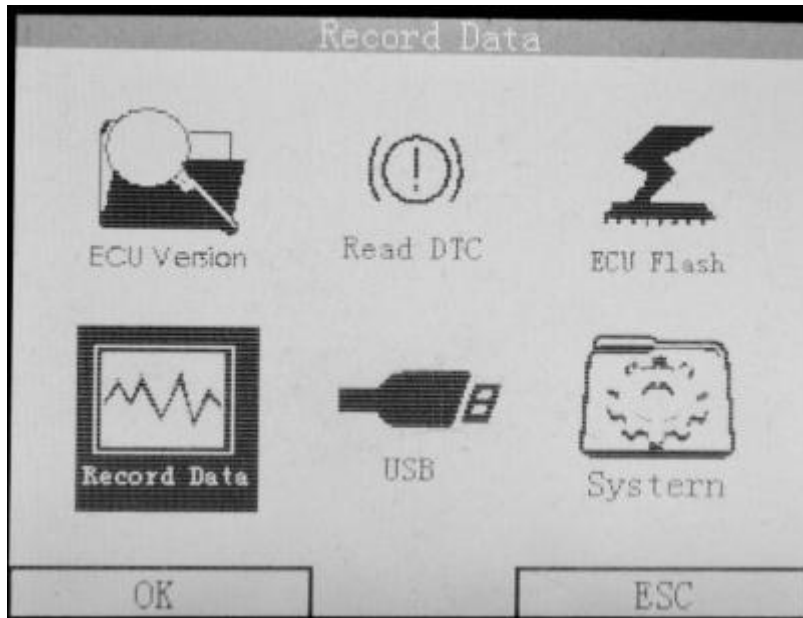 Record Data
ECU Version
Read DTC
ECU Flash
Record Data
USB
Systern
OK
ESC